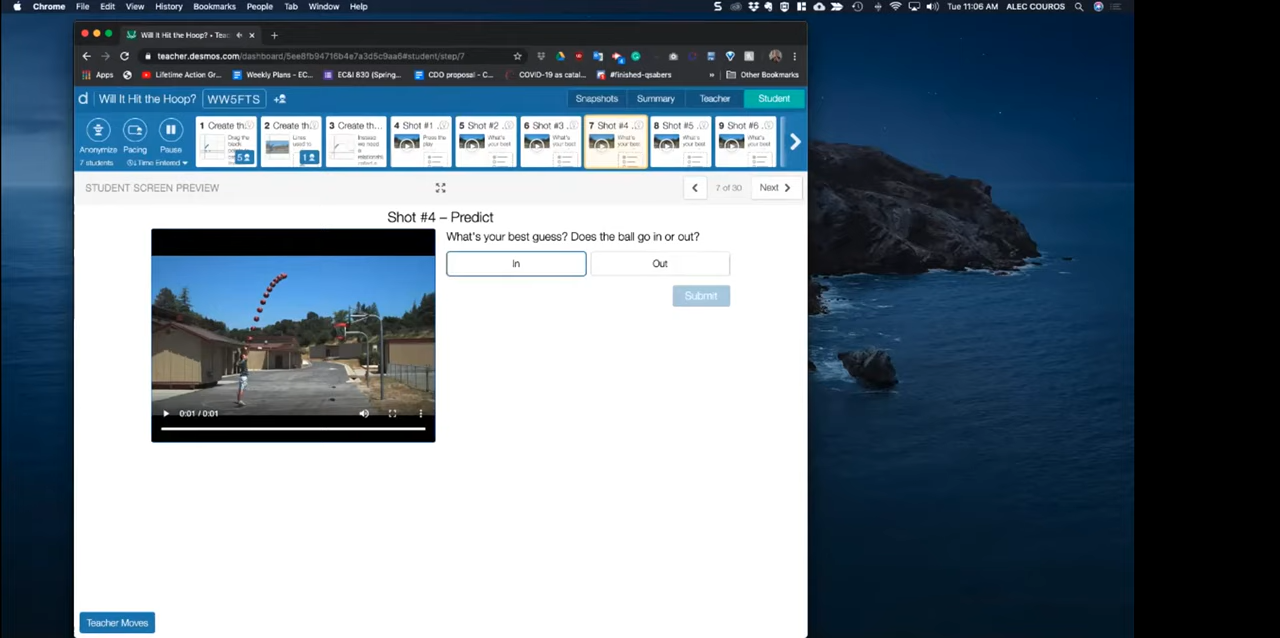 Chrome File Edit View History Bookmarks People Tab Window Help Tue 11:06 AM ALEC COUROS
Will It Hit the Hoop? • Teac
teacher.desmos.com/dashboard/5ee8fb94716b4e7a3d5c9aa6#student/step/7
Apps Lifetime Action Gr... Weekly Plans - EC... EC&I 830 (Spring... CDO proposal - C... COVID-19 as catal... #finished-qsabers » Other Bookmarks
d Will It Hit the Hoop? WW5FTS Snapshots Summary Teacher Student
1 Create th 2 Create th 3 Create th... 4 Shot #1 5 Shot #2 6 Shot #3 7 Shot #4 8 Shot #5 9 Shot #6
Anonymize Pacing Pause
7 students Time Entered
5 1
STUDENT SCREEN PREVIEW 7 of 30 Next
Shot #4 – Predict
What's your best guess? Does the ball go in or out?
In Out
Submit
0:01 / 0:01
Teacher Moves